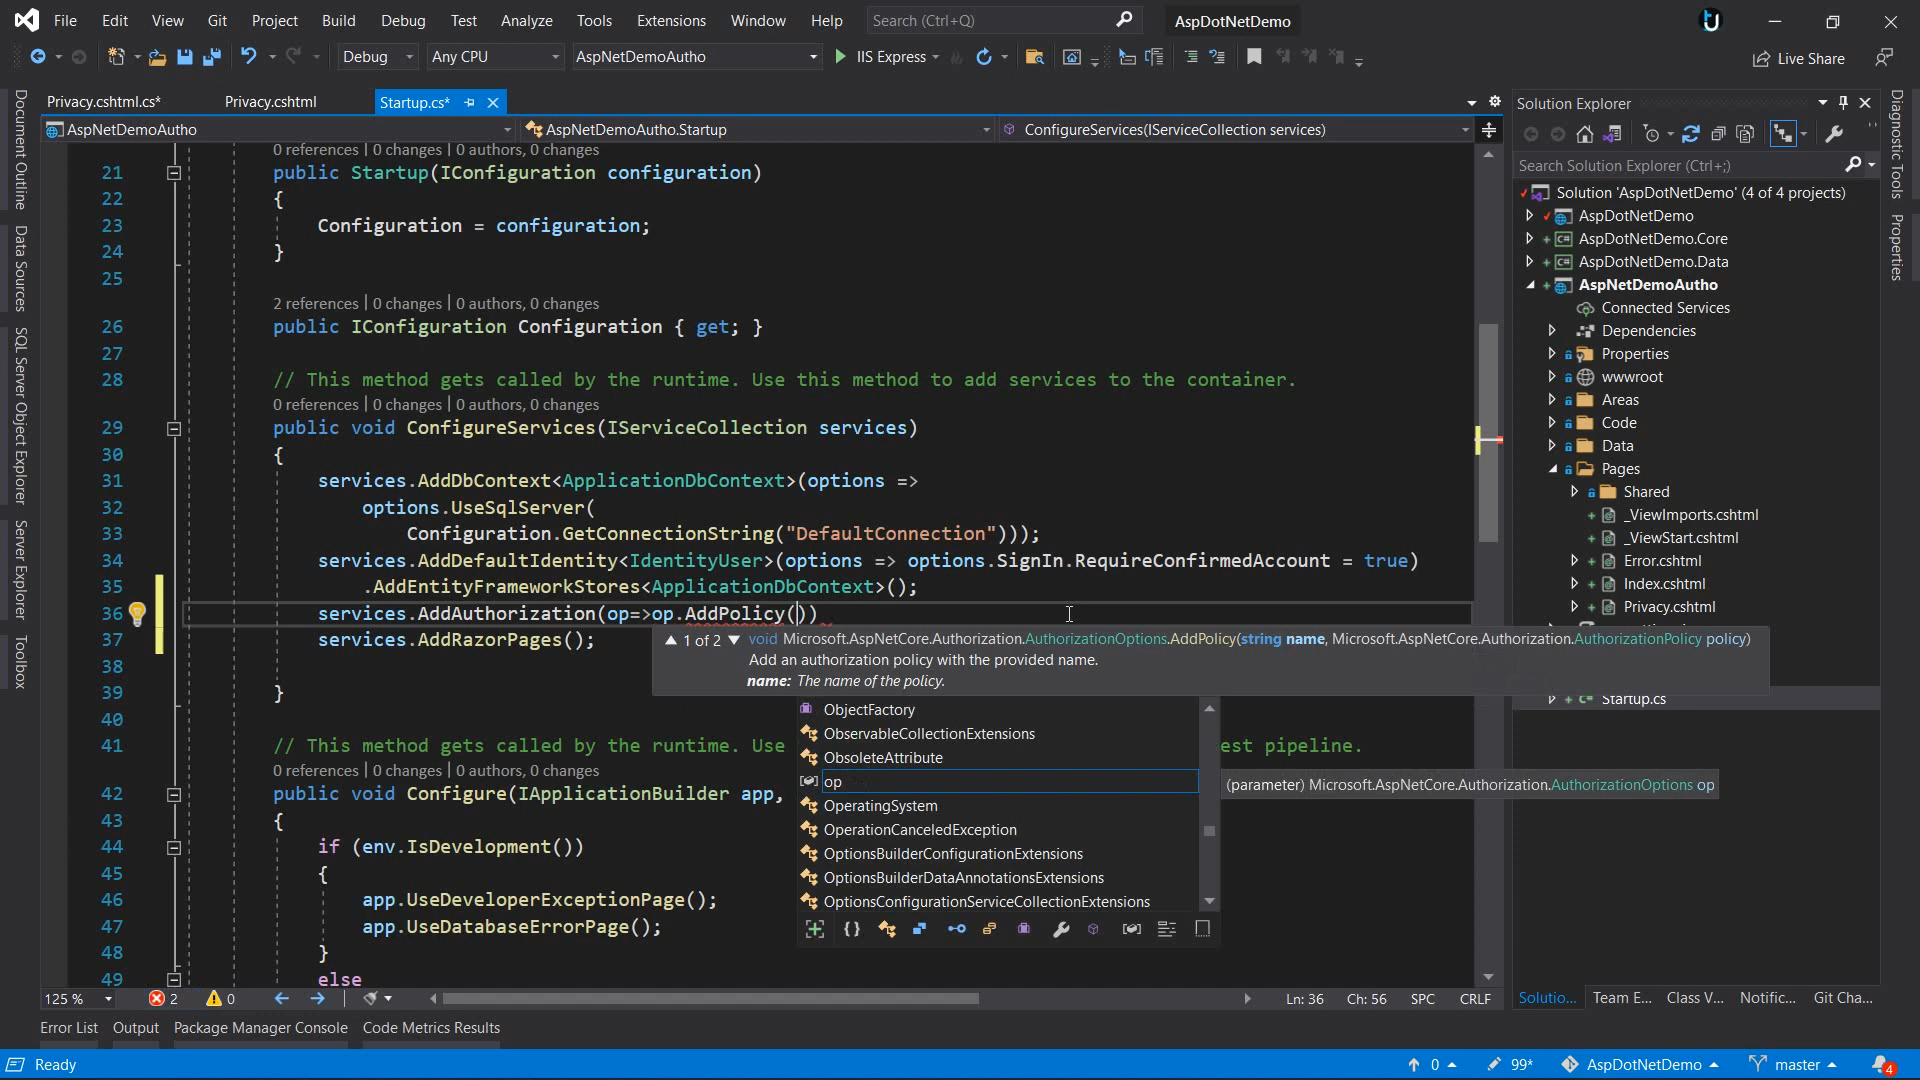 File Edit View Git Project Build Debug Test Analyze Tools Extensions Window Help Search (Ctrl+Q) AspDotNetDemo
Debug Any CPU AspNetDemoAutho IIS Express Live Share
Privacy.cshtml.cs* Privacy.cshtml Startup.cs*
AspNetDemoAutho AspNetDemoAutho.Startup ConfigureServices(IServiceCollection services)
Document Outline
Data Sources
SQL Server Object Explorer
Server Explorer
Toolbox
0 references | 0 changes | 0 authors, 0 changes
21 public Startup(IConfiguration configuration)
22 {
23 Configuration = configuration;
24 }
25
2 references | 0 changes | 0 authors, 0 changes
26 public IConfiguration Configuration { get; }
27
28 // This method gets called by the runtime. Use this method to add services to the container.
0 references | 0 changes | 0 authors, 0 changes
29 public void ConfigureServices(IServiceCollection services)
30 {
31 services.AddDbContext<ApplicationDbContext>(options =>
32 options.UseSqlServer(
33 Configuration.GetConnectionString("DefaultConnection")));
34 services.AddDefaultIdentity<IdentityUser>(options => options.SignIn.RequireConfirmedAccount = true)
35 .AddEntityFrameworkStores<ApplicationDbContext>();
36 services.AddAuthorization(op=>op.AddPolicy())
37 services.AddRazorPages();
1 of 2 void Microsoft.AspNetCore.Authorization.AuthorizationOptions.AddPolicy(string name, Microsoft.AspNetCore.Authorization.AuthorizationPolicy policy)
Add an authorization policy with the provided name.
name: The name of the policy.
38
39 }
40
41 // This method gets called by the runtime. Use est pipeline.
0 references | 0 changes | 0 authors, 0 changes
42 public void Configure(IApplicationBuilder app,
43 {
44 if (env.IsDevelopment())
45 {
46 app.UseDeveloperExceptionPage();
47 app.UseDatabaseErrorPage();
48 }
49 else
ObjectFactory
ObservableCollectionExtensions
ObsoleteAttribute
op
OperatingSystem
OperationCanceledException
OptionsBuilderConfigurationExtensions
OptionsBuilderDataAnnotationsExtensions
OptionsConfigurationServiceCollectionExtensions
(parameter) Microsoft.AspNetCore.Authorization.AuthorizationOptions op
Solution Explorer
Search Solution Explorer (Ctrl+;)
Solution 'AspDotNetDemo' (4 of 4 projects)
AspDotNetDemo
AspDotNetDemo.Core
AspDotNetDemo.Data
AspNetDemoAutho
Connected Services
Dependencies
Properties
wwwroot
Areas
Code
Data
Pages
Shared
_ViewImports.cshtml
_ViewStart.cshtml
Error.cshtml
Index.cshtml
Privacy.cshtml
Startup.cs
Diagnostic Tools
Properties
125 % 2 0 Ln: 36 Ch: 56 SPC CRLF
Solutio... Team E... Class V... Notific... Git Cha...
Error List Output Package Manager Console Code Metrics Results
Ready 0 99* AspDotNetDemo master 4